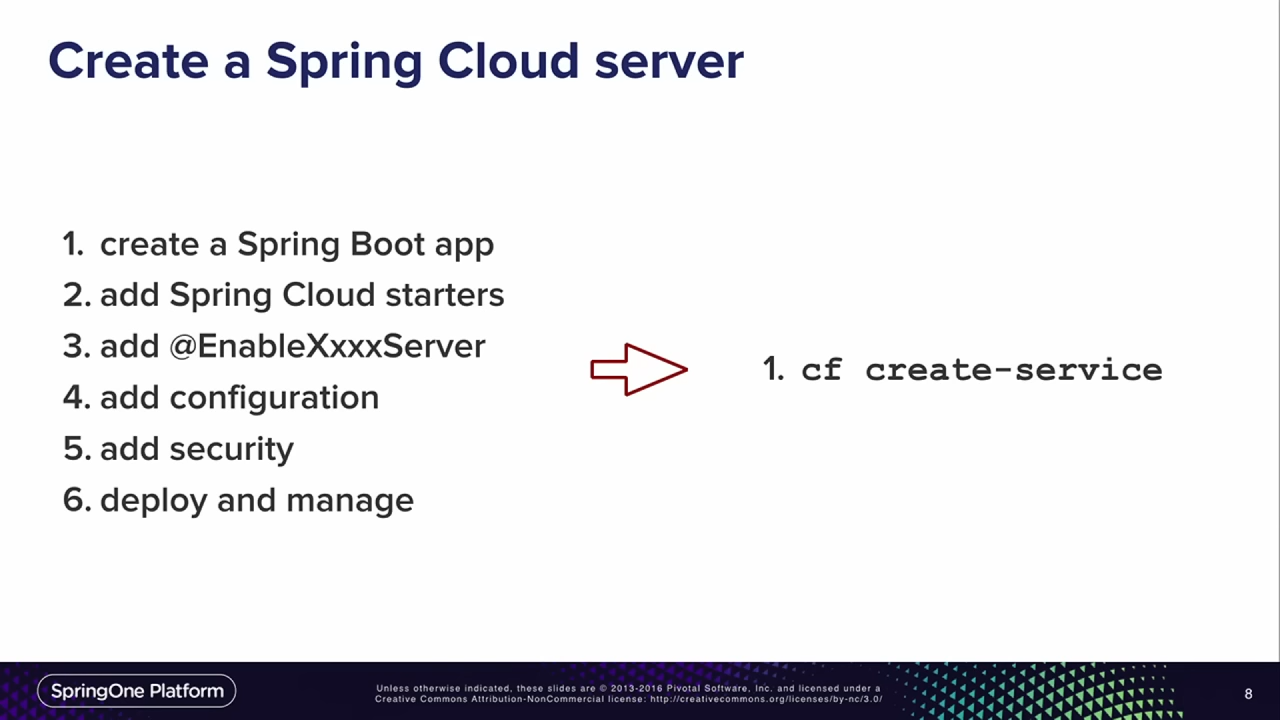 Create a Spring Cloud server
1. create a Spring Boot app
2. add Spring Cloud starters
3. add @EnableXxxxServer
4. add configuration
5. add security
6. deploy and manage
1. cf create-service
SpringOne Platform
Unless otherwise indicated, these slides are © 2013-2016 Pivotal Software, Inc. and licensed under a
Creative Commons Attribution-NonCommercial license: http://creativecommons.org/licenses/by-nc/3.0/
8